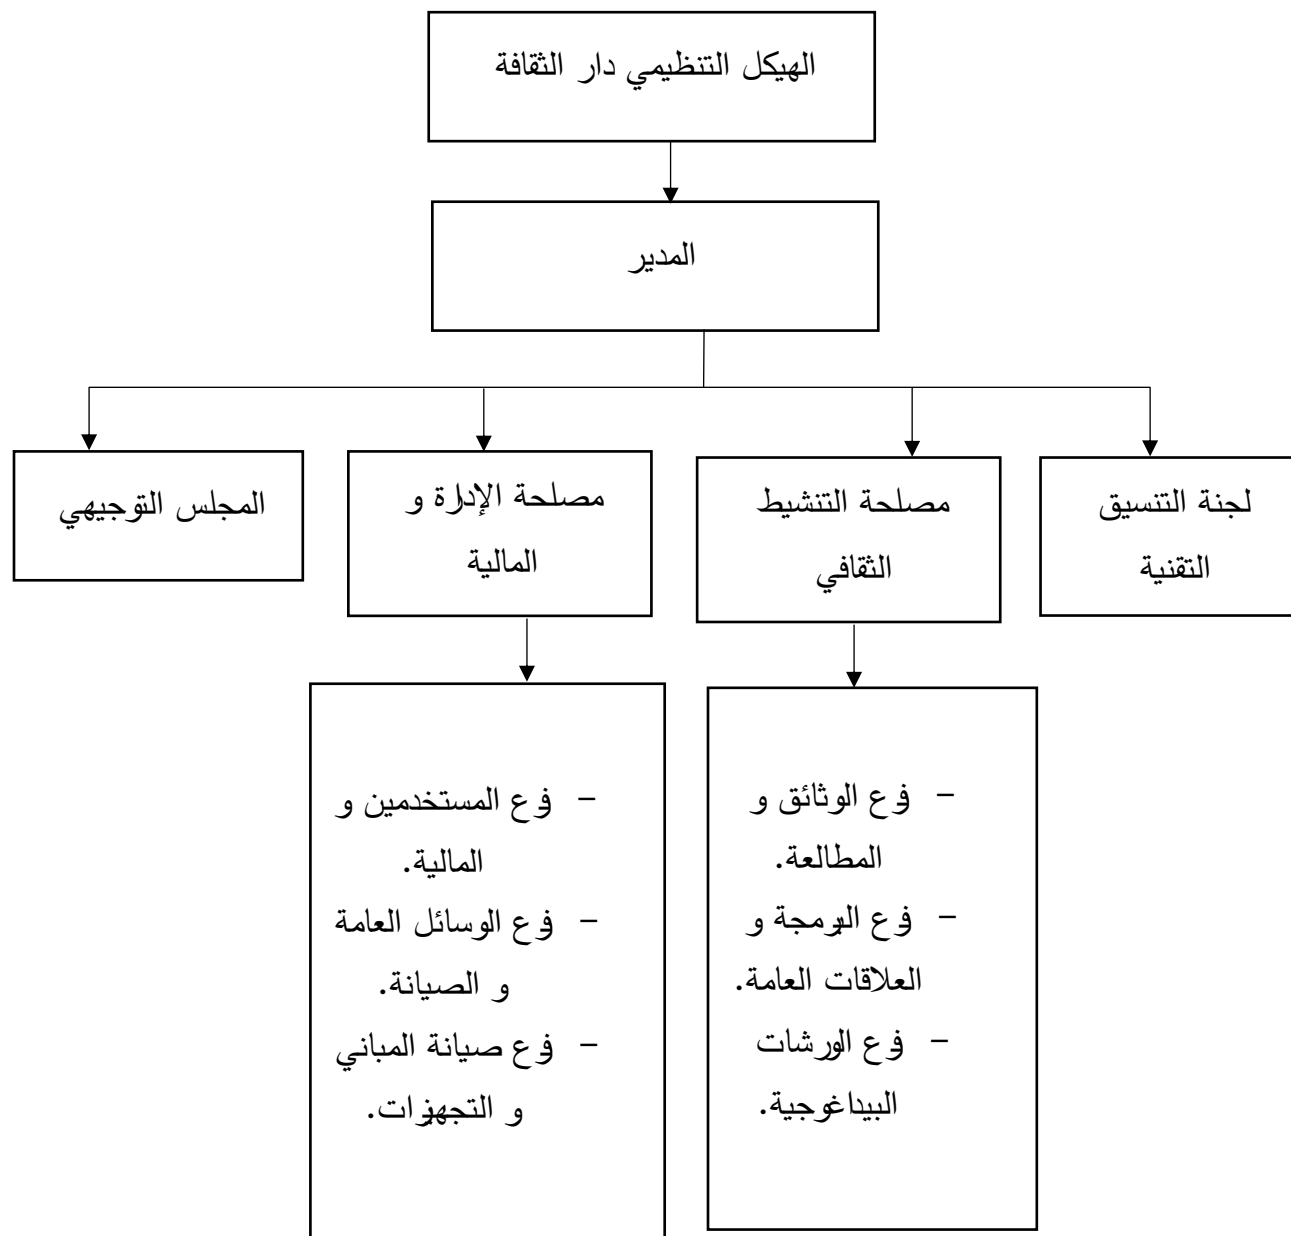 الهيكل التنظيمي دار الثقافة
المدير
لجنة التنسيق
التقنية
مصلحة التنشيط
الثقافي
مصلحة الإدارة و
المالية
المجلس التوجيهي
- فرع الوثائق و
المطالعة.
- فرع البرمجة و
العلاقات العامة.
- فرع الورشات
البيداغوجية.
- فرع المستخدمين و
المالية.
- فرع الوسائل العامة
و الصيانة.
- فرع صيانة المباني
و التجهيزات.